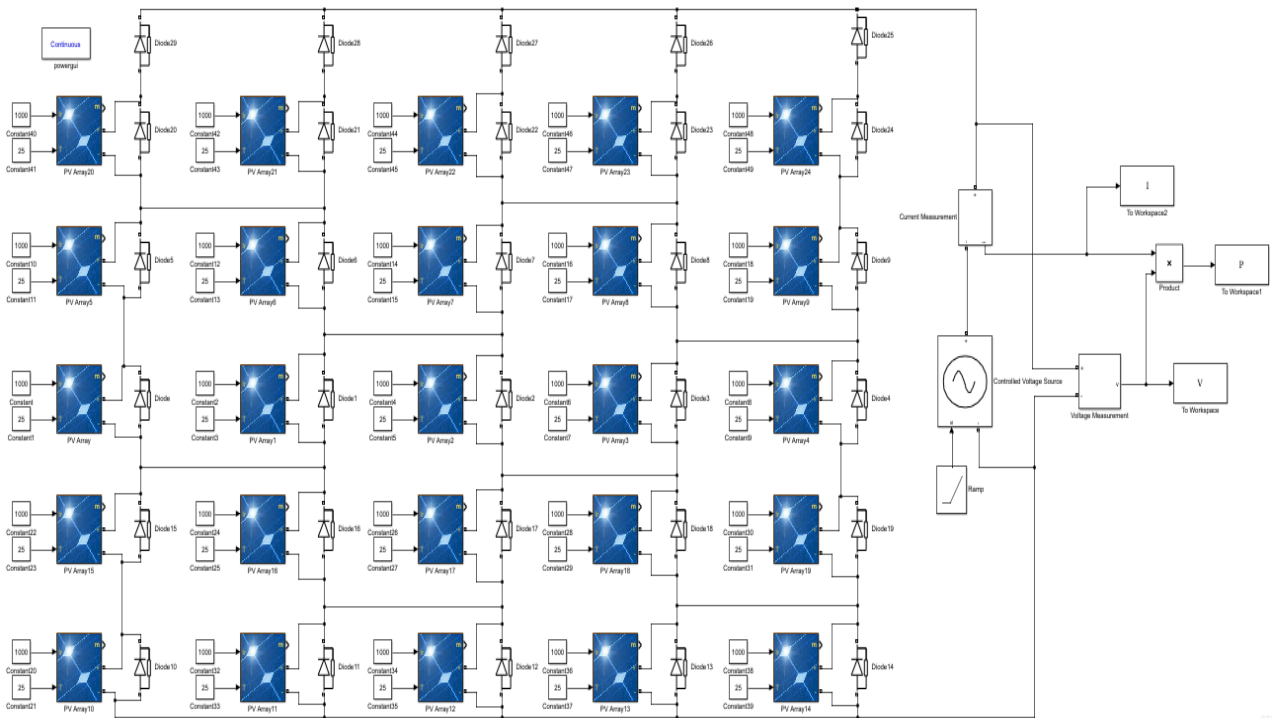 Continuous
powergui
Diode29
Diode28
Diode27
Diode26
Diode25
1000
Constant40
25
Constant41
m
PV Array20
Diode20
1000
Constant42
25
Constant43
m
PV Array21
Diode21
1000
Constant44
25
Constant45
m
PV Array22
Diode22
1000
Constant46
25
Constant47
m
PV Array23
Diode23
1000
Constant48
25
Constant49
m
PV Array24
Diode24
1000
Constant10
25
Constant11
m
PV Array5
Diode5
1000
Constant12
25
Constant13
m
PV Array6
Diode6
1000
Constant14
25
Constant15
m
PV Array7
Diode7
1000
Constant16
25
Constant17
m
PV Array8
Diode8
1000
Constant18
25
Constant19
m
PV Array9
Diode9
1000
Constant
25
Constant1
m
PV Array
Diode
1000
Constant2
25
Constant3
m
PV Array1
Diode1
1000
Constant4
25
Constant5
m
PV Array2
Diode2
1000
Constant6
25
Constant7
m
PV Array3
Diode3
1000
Constant8
25
Constant9
m
PV Array4
Diode4
1000
Constant22
25
Constant23
m
PV Array15
Diode15
1000
Constant24
25
Constant25
m
PV Array16
Diode16
1000
Constant26
25
Constant27
m
PV Array17
Diode17
1000
Constant28
25
Constant29
m
PV Array18
Diode18
1000
Constant30
25
Constant31
m
PV Array19
Diode19
1000
Constant20
25
Constant21
m
PV Array10
Diode10
1000
Constant32
25
Constant33
m
PV Array11
Diode11
1000
Constant34
25
Constant35
m
PV Array12
Diode12
1000
Constant36
25
Constant37
m
PV Array13
Diode13
1000
Constant38
25
Constant39
m
PV Array14
Diode14
Current Measurement
I
To Workspace2
×
Product
P
To Workspace1
Controlled Voltage Source
Voltage Measurement
V
To Workspace
Ramp